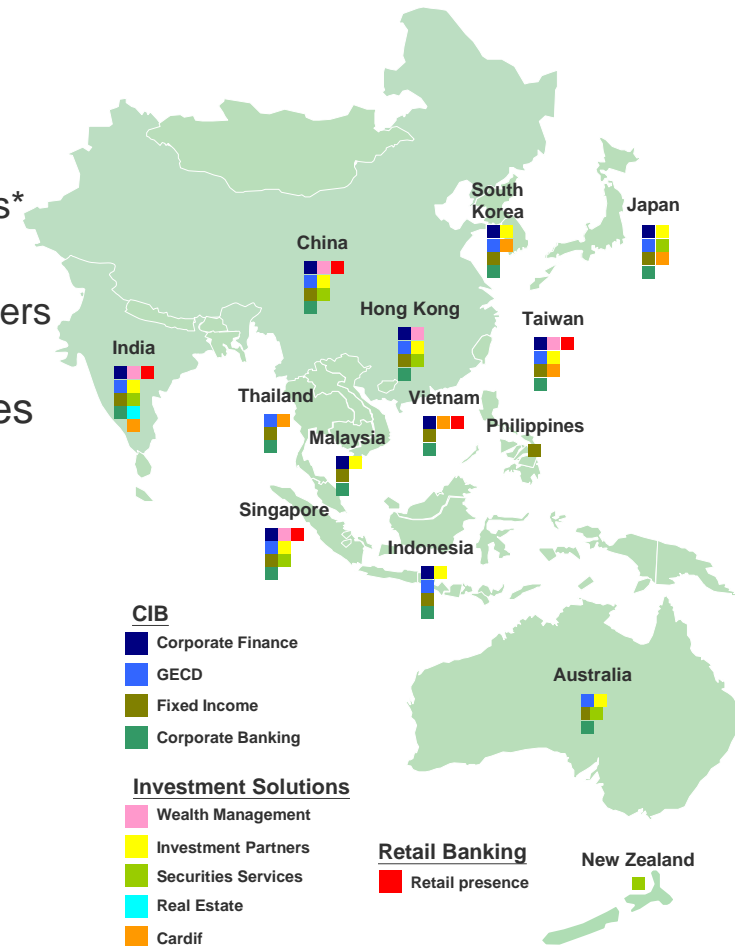 South
Korea
Japan
s*
China
ers
Hong Kong
Taiwan
India
es
Thailand
Vietnam
Malaysia
Philippines
Singapore
Indonesia
CIB
Corporate Finance
GECD
Fixed Income
Corporate Banking
Australia
Investment Solutions
Wealth Management
Investment Partners
Securities Services
Real Estate
Cardif
Retail Banking
Retail presence
New Zealand